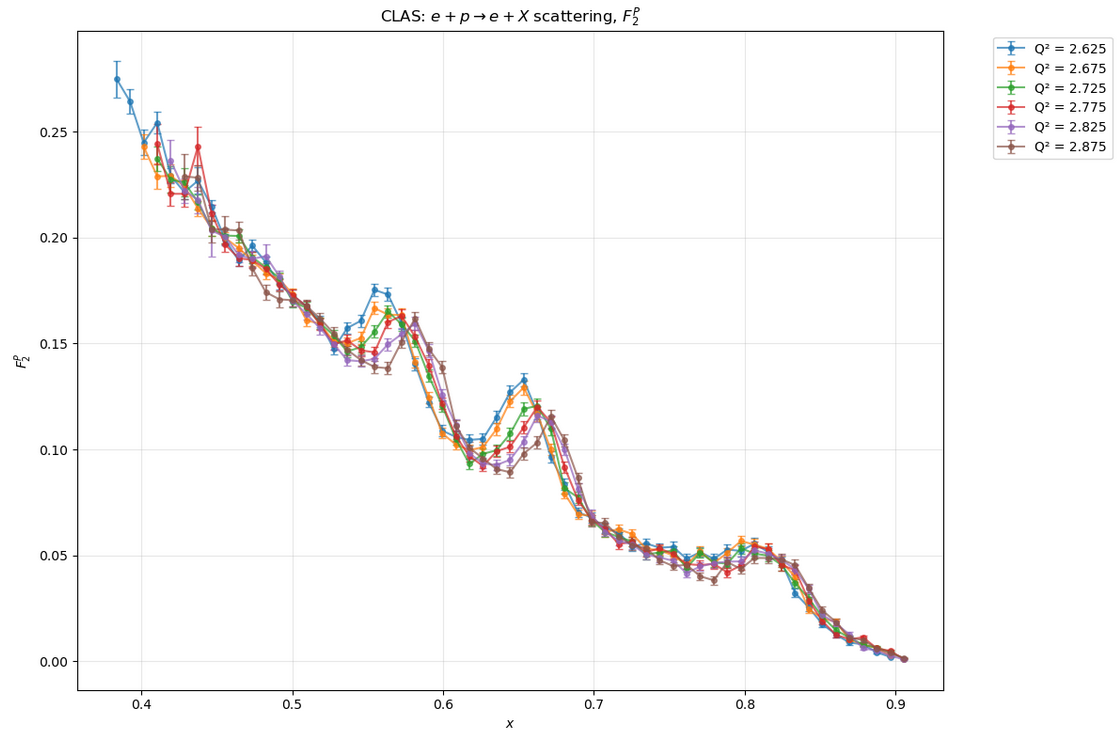 CLAS: e + p → e + X scattering, F₂ᵖ
Q² = 2.625
Q² = 2.675
Q² = 2.725
Q² = 2.775
Q² = 2.825
Q² = 2.875
F₂ᵖ
0.25
0.20
0.15
0.10
0.05
0.00
0.4 0.5 0.6 0.7 0.8 0.9
x